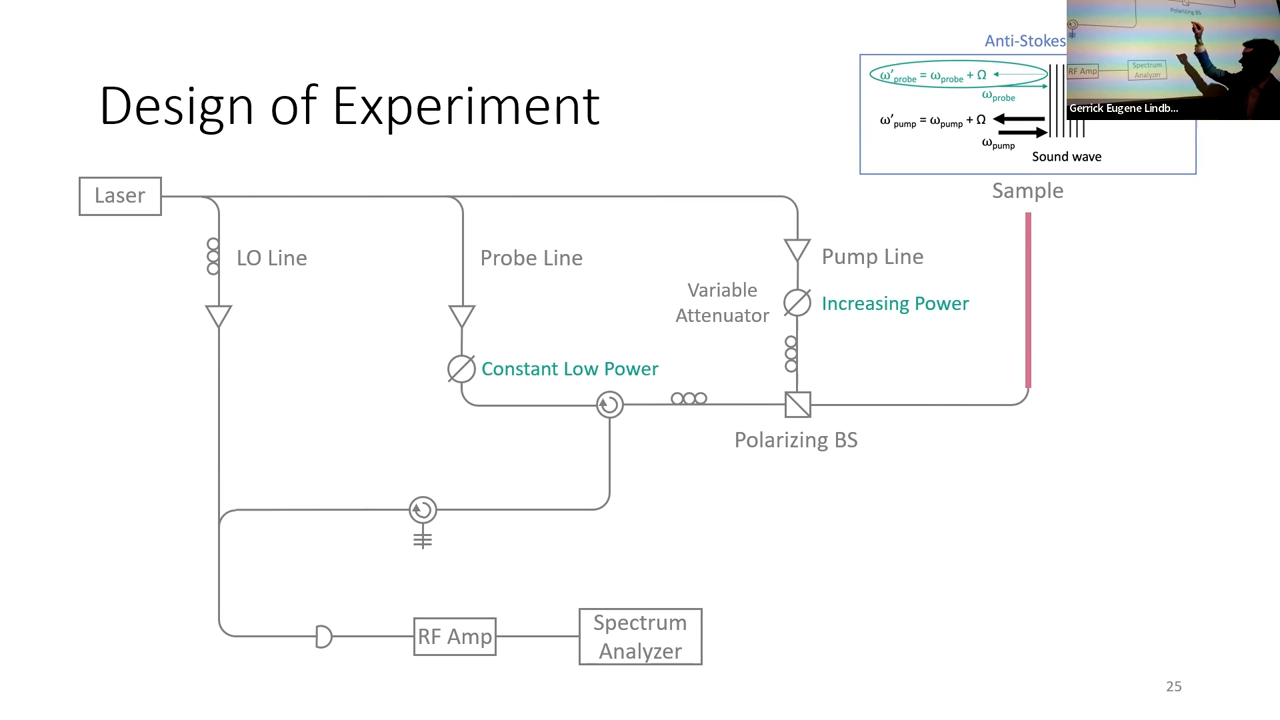 Design of Experiment
Anti-Stokes
ω'probe = ωprobe + Ω
ωprobe
ω'pump = ωpump + Ω
ωpump
Sound wave
Polarizing BS
RF Amp
Spectrum
Analyzer
Gerrick Eugene Lindb...
Laser
Sample
LO Line
Probe Line
Pump Line
Variable
Attenuator
Increasing Power
Constant Low Power
Polarizing BS
RF Amp
Spectrum
Analyzer
25